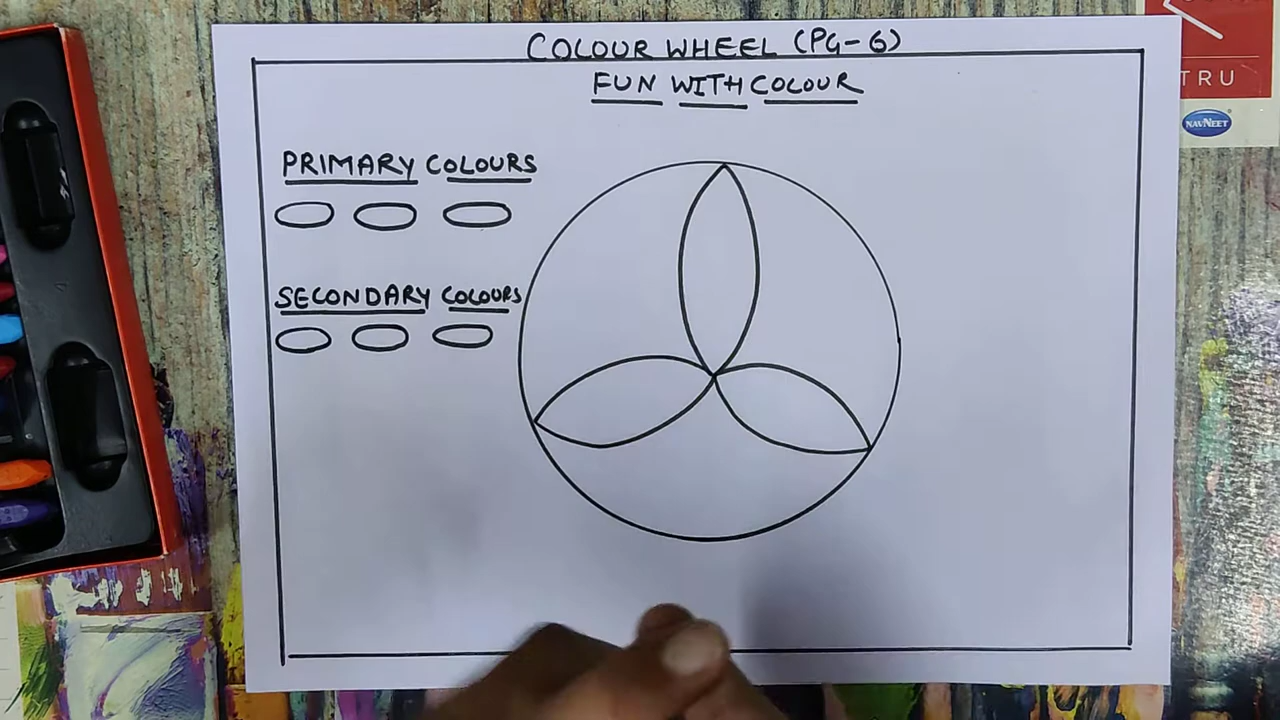 COLOUR WHEEL (PG-6)
FUN WITH COLOUR
PRIMARY COLOURS
SECONDARY COLOURS
TRU
NAVNEET